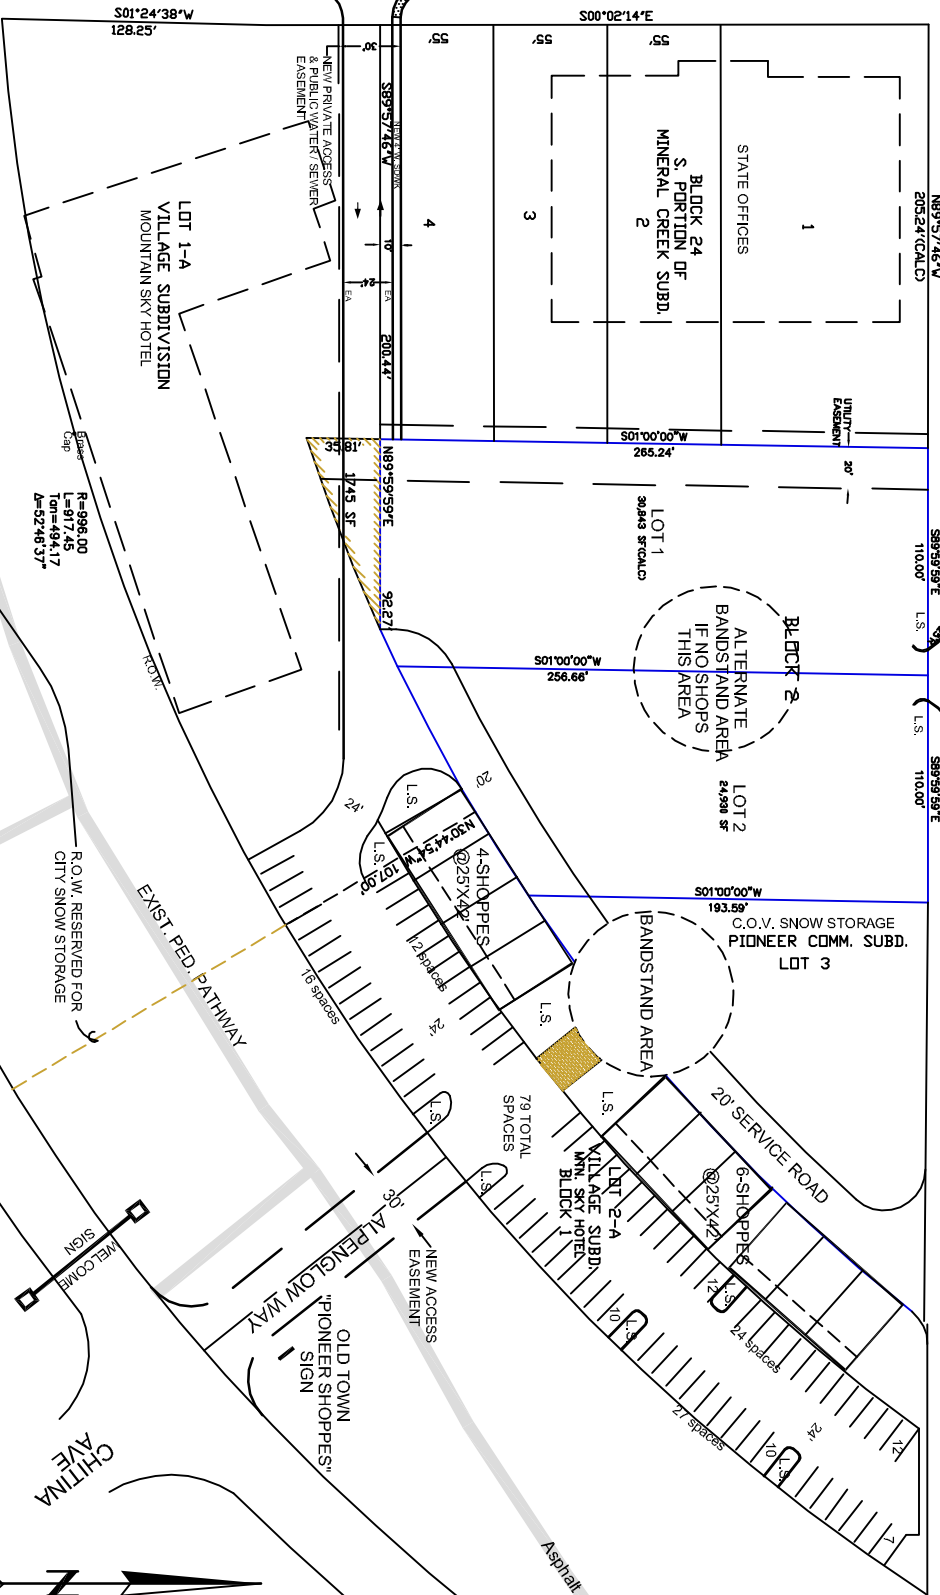 S01°24'38"W
128.25'
S00°02'14"E
N89°57'46"W
205.24'(CALC)
55'
55'
55'
30'
NEW PRIVATE ACCESS
& PUBLIC WATER / SEWER
EASEMENT
S89°57'46"W
NEW 4' W. SDWK
200.44'
10'
24'
EA
EA
STATE OFFICES
BLOCK 24
S. PORTION OF
MINERAL CREEK SUBD.
1
2
3
4
LOT 1-A
VILLAGE SUBDIVISION
MOUNTAIN SKY HOTEL
Brass
Cap
R=996.00
L=917.45
Tan=494.17
Δ=52°46'37"
R.O.W.
UTILITY
EASEMENT
20'
S01°00'00"W
265.24'
35.81'
N89°59'59"E
92.27'
1745 SF
LOT 1
30,843 SF(CALC)
S89°59'59"E
110.00'
L.S.
BLOCK 2
ALTERNATE
BANDSTAND AREA
IF NO SHOPS
THIS AREA
S01°00'00"W
256.66'
L.S.
S89°59'59"E
110.00'
LOT 2
24,930 SF
S01°00'00"W
193.59'
C.O.V. SNOW STORAGE
PIONEER COMM. SUBD.
LOT 3
20'
24'
L.S.
L.S.
N30°44'54"W
107.00'
4-SHOPPES
@25'X42'
12 spaces
16 spaces
24'
BANDSTAND AREA
L.S.
L.S.
R.O.W. RESERVED FOR
CITY SNOW STORAGE
EXIST PED. PATHWAY
79 TOTAL
SPACES
L.S.
L.S.
20' SERVICE ROAD
6-SHOPPES
@25'X42'
LOT 2-A
VILLAGE SUBD.
MTN. SKY HOTEL
BLOCK 1
30'
ALPENGLOW WAY
NEW ACCESS
EASEMENT
WELCOME
SIGN
OLD TOWN
"PIONEER SHOPPES"
SIGN
12
L.S.
24 spaces
10
L.S.
27 spaces
24'
12
10
L.S.
7
CHITINA
AVE
Asphalt
N